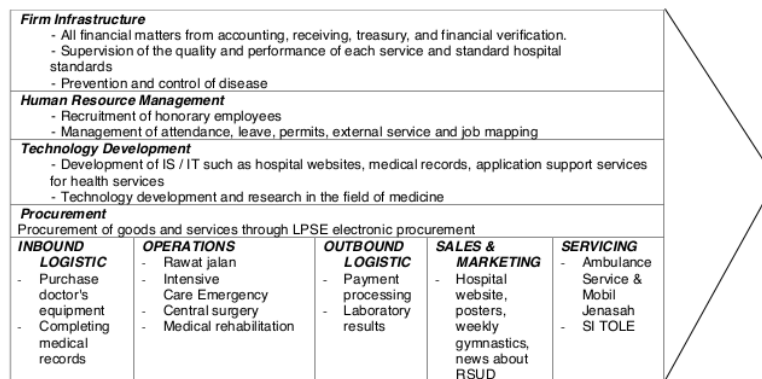 Firm Infrastructure
- All financial matters from accounting, receiving, treasury, and financial verification.
- Supervision of the quality and performance of each service and standard hospital
standards
- Prevention and control of disease
Human Resource Management
- Recruitment of honorary employees
- Management of attendance, leave, permits, external service and job mapping
Technology Development
- Development of IS / IT such as hospital websites, medical records, application support services
for health services
- Technology development and research in the field of medicine
Procurement
Procurement of goods and services through LPSE electronic procurement
INBOUND
LOGISTIC
- Purchase
doctor's
equipment
- Completing
medical
records
OPERATIONS
- Rawat jalan
- Intensive
Care Emergency
- Central surgery
- Medical rehabilitation
OUTBOUND
LOGISTIC
- Payment
processing
- Laboratory
results
SALES &
MARKETING
- Hospital
website,
posters,
weekly
gymnastics,
news about
RSUD
SERVICING
- Ambulance
Service &
Mobil
Jenasah
- SI TOLE